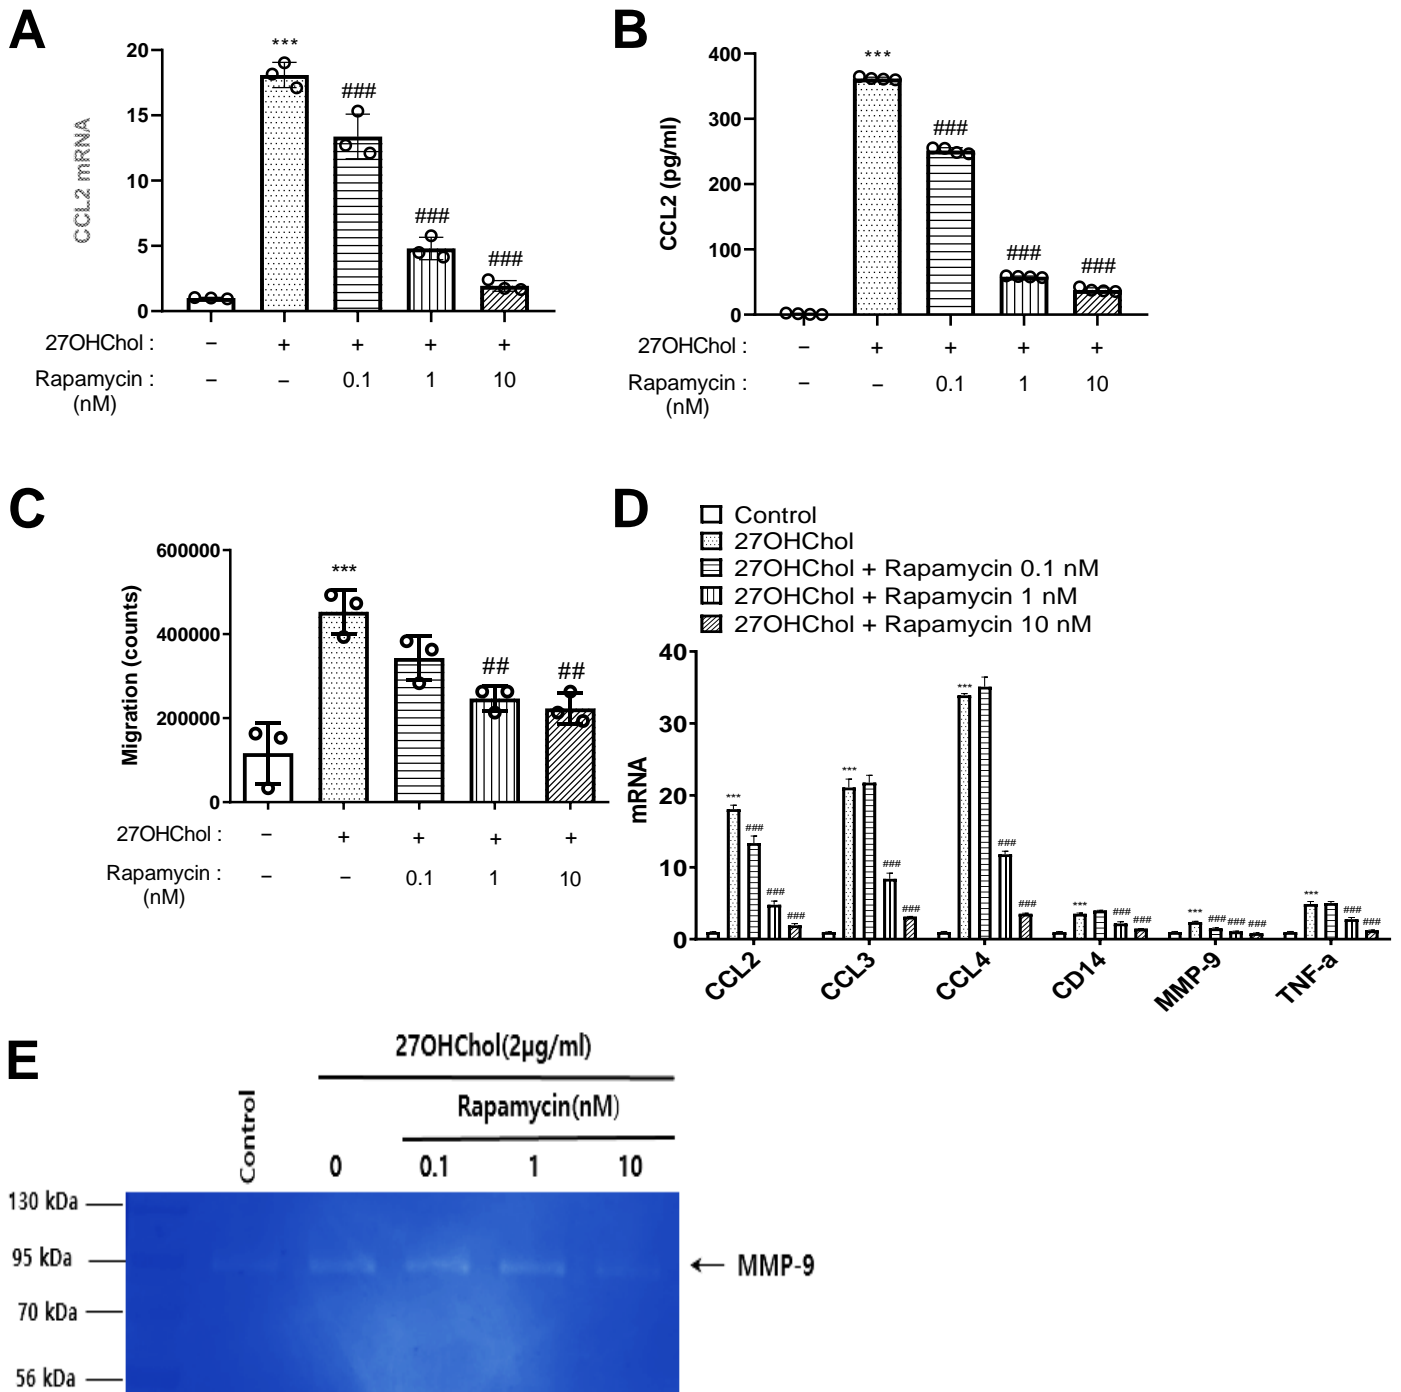 A
CCL2 mRNA
20
15
10
5
0
***
###
###
###
27OHChol : − + + + +
Rapamycin : − − 0.1 1 10
(nM)
B
CCL2 (pg/ml)
400
300
200
100
0
***
###
###
###
27OHChol : − + + + +
Rapamycin : − − 0.1 1 10
(nM)
C
Migration (counts)
600000
400000
200000
0
***
##
##
27OHChol : − + + + +
Rapamycin : − − 0.1 1 10
(nM)
D
Control
27OHChol
27OHChol + Rapamycin 0.1 nM
27OHChol + Rapamycin 1 nM
27OHChol + Rapamycin 10 nM
mRNA
40
30
20
10
0
*** ### ### ###
*** ### ###
*** ### ###
*** ### ###
*** ### ### ###
*** ### ###
CCL2 CCL3 CCL4 CD14 MMP-9 TNF-a
E
27OHChol(2μg/ml)
Rapamycin(nM)
Control 0 0.1 1 10
130 kDa
95 kDa
70 kDa
56 kDa
← MMP-9